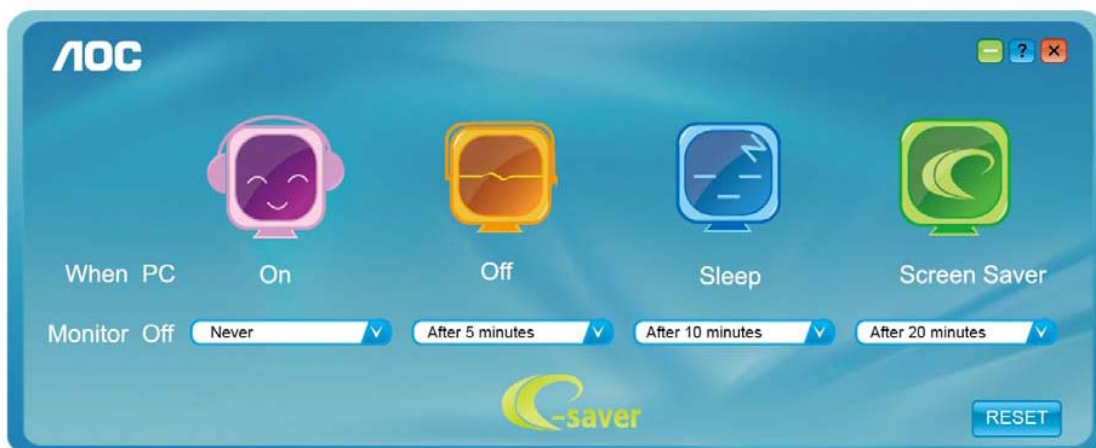 AOC
?
When PC On Off Sleep Screen Saver
Monitor Off Never After 5 minutes After 10 minutes After 20 minutes
e-saver
RESET